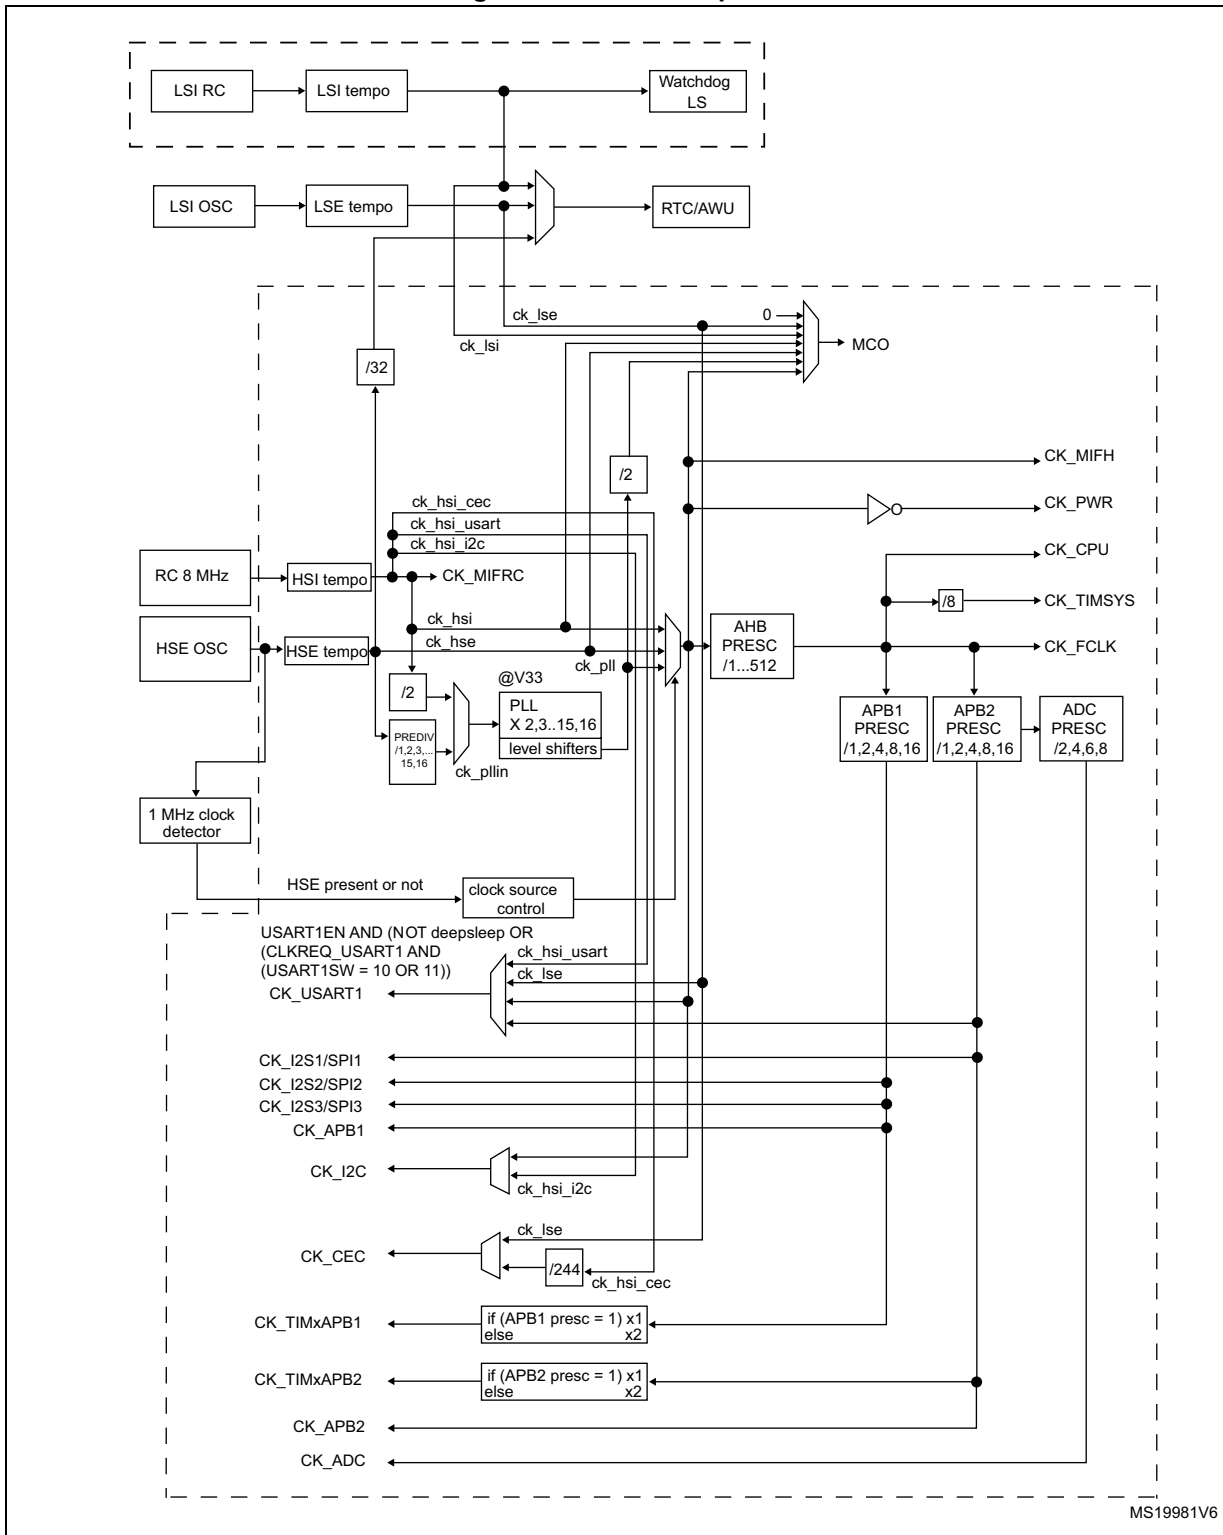 LSI RC
LSI tempo
Watchdog
LS
LSI OSC
LSE tempo
RTC/AWU
ck_lse
0
ck_lsi
MCO
/32
/2
CK_MIFH
ck_hsi_cec
CK_PWR
ck_hsi_usart
ck_hsi_i2c
CK_CPU
RC 8 MHz
HSI tempo
CK_MIFRC
/8
CK_TIMSYS
ck_hsi
HSE OSC
HSE tempo
ck_hse
ck_pll
AHB
PRESC
/1...512
CK_FCLK
@V33
/2
PLL
X 2,3..15,16
level shifters
PREDIV
/1,2,3,...
15,16
ck_pllin
APB1
PRESC
/1,2,4,8,16
APB2
PRESC
/1,2,4,8,16
ADC
PRESC
/2,4,6,8
1 MHz clock
detector
HSE present or not
clock source
control
USART1EN AND (NOT deepsleep OR
(CLKREQ_USART1 AND
(USART1SW = 10 OR 11))
ck_hsi_usart
ck_lse
CK_USART1
CK_I2S1/SPI1
CK_I2S2/SPI2
CK_I2S3/SPI3
CK_APB1
CK_I2C
ck_hsi_i2c
ck_lse
CK_CEC
/244
ck_hsi_cec
CK_TIMxAPB1
if (APB1 presc = 1) x1
else x2
CK_TIMxAPB2
if (APB2 presc = 1) x1
else x2
CK_APB2
CK_ADC
MS19981V6